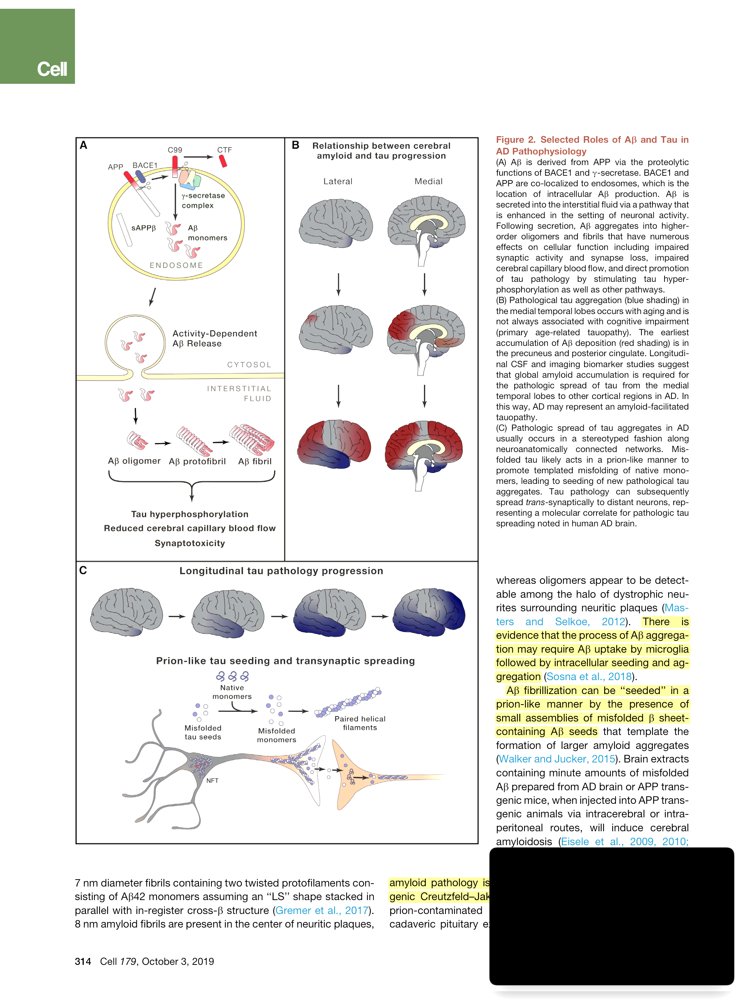 Cell
A
C99
CTF
APP
BACE1
γ-secretase
complex
sAPPβ
Aβ
monomers
ENDOSOME
Activity-Dependent
Aβ Release
CYTOSOL
INTERSTITIAL
FLUID
Aβ oligomer
Aβ protofibril
Aβ fibril
Tau hyperphosphorylation
Reduced cerebral capillary blood flow
Synaptotoxicity
B
Relationship between cerebral
amyloid and tau progression
Lateral
Medial
C
Longitudinal tau pathology progression
Prion-like tau seeding and transynaptic spreading
Native
monomers
Misfolded
tau seeds
Misfolded
monomers
Paired helical
filaments
NFT
Figure 2. Selected Roles of Aβ and Tau in
AD Pathophysiology
(A) Aβ is derived from APP via the proteolytic
functions of BACE1 and γ-secretase. BACE1 and
APP are co-localized to endosomes, which is the
location of intracellular Aβ production. Aβ is
secreted into the interstitial fluid via a pathway that
is enhanced in the setting of neuronal activity.
Following secretion, Aβ aggregates into higher-
order oligomers and fibrils that have numerous
effects on cellular function including impaired
synaptic activity and synapse loss, impaired
cerebral capillary blood flow, and direct promotion
of tau pathology by stimulating tau hyper-
phosphorylation as well as other pathways.
(B) Pathological tau aggregation (blue shading) in
the medial temporal lobes occurs with aging and is
not always associated with cognitive impairment
(primary age-related tauopathy). The earliest
accumulation of Aβ deposition (red shading) is in
the precuneus and posterior cingulate. Longitudi-
nal CSF and imaging biomarker studies suggest
that global amyloid accumulation is required for
the pathologic spread of tau from the medial
temporal lobes to other cortical regions in AD. In
this way, AD may represent an amyloid-facilitated
tauopathy.
(C) Pathologic spread of tau aggregates in AD
usually occurs in a stereotyped fashion along
neuroanatomically connected networks. Mis-
folded tau likely acts in a prion-like manner to
promote templated misfolding of native mono-
mers, leading to seeding of new pathological tau
aggregates. Tau pathology can subsequently
spread trans-synaptically to distant neurons, rep-
resenting a molecular correlate for pathologic tau
spreading noted in human AD brain.
7 nm diameter fibrils containing two twisted protofilaments con-
sisting of Aβ42 monomers assuming an “LS” shape stacked in
parallel with in-register cross-β structure (Gremer et al., 2017).
8 nm amyloid fibrils are present in the center of neuritic plaques,
whereas oligomers appear to be detect-
able among the halo of dystrophic neu-
rites surrounding neuritic plaques (Mas-
ters and Selkoe, 2012). There is
evidence that the process of Aβ aggrega-
tion may require Aβ uptake by microglia
followed by intracellular seeding and ag-
gregation (Sosna et al., 2018).
Aβ fibrillization can be “seeded” in a
prion-like manner by the presence of
small assemblies of misfolded β sheet-
containing Aβ seeds that template the
formation of larger amyloid aggregates
(Walker and Jucker, 2015). Brain extracts
containing minute amounts of misfolded
Aβ prepared from AD brain or APP trans-
genic mice, when injected into APP trans-
genic animals via intracerebral or intra-
peritoneal routes, will induce cerebral
amyloidosis (Eisele et al., 2009, 2010;
amyloid pathology is
genic Creutzfeld–Jak
prion-contaminated
cadaveric pituitary
314 Cell 179, October 3, 2019